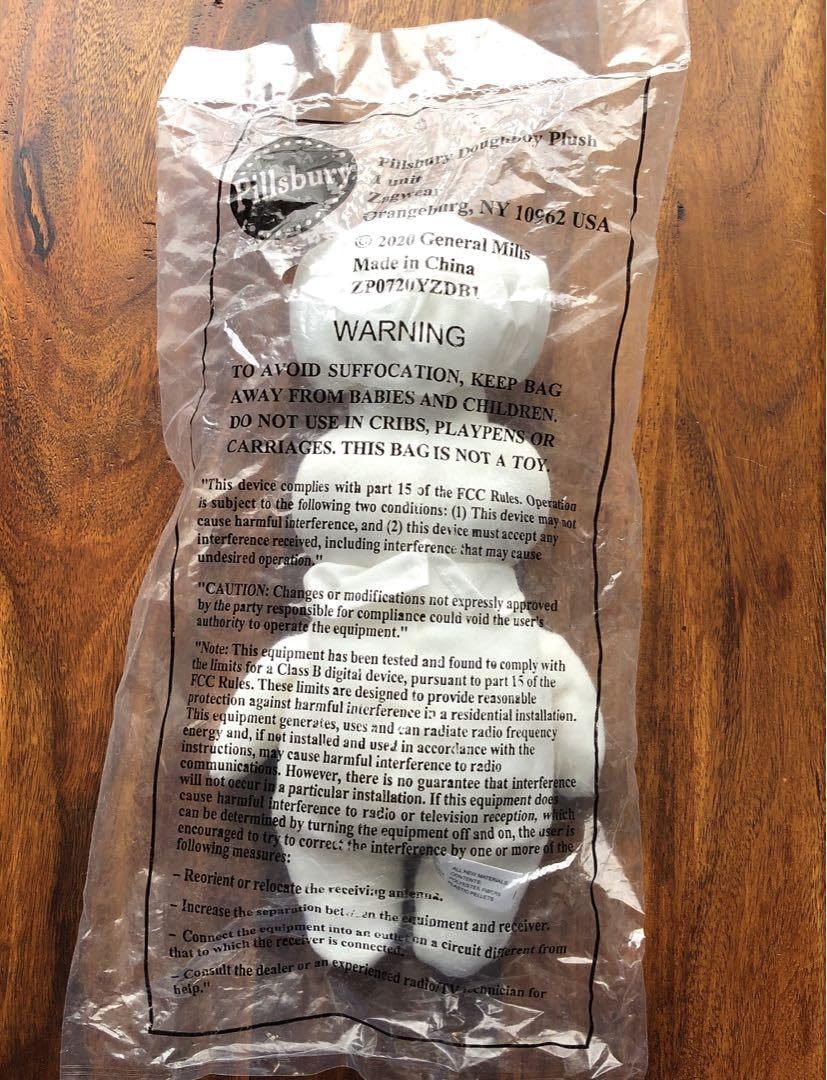 Pillsbury
Pillsbury Doughboy Plush
1 unit
Zagwear
Orangeburg, NY 10962 USA
© 2020 General Mills
Made in China
ZP0720YZDB1
WARNING
TO AVOID SUFFOCATION, KEEP BAG
AWAY FROM BABIES AND CHILDREN.
DO NOT USE IN CRIBS, PLAYPENS OR
CARRIAGES. THIS BAG IS NOT A TOY.
"This device complies with part 15 of the FCC Rules. Operation
is subject to the following two conditions: (1) This device may not
cause harmful interference, and (2) this device must accept any
interference received, including interference that may cause
undesired operation."
"CAUTION: Changes or modifications not expressly approved
by the party responsible for compliance could void the user's
authority to operate the equipment."
"Note: This equipment has been tested and found to comply with
the limits for a Class B digital device, pursuant to part 15 of the
FCC Rules. These limits are designed to provide reasonable
protection against harmful interference in a residential installation.
This equipment generates, uses and can radiate radio frequency
energy and, if not installed and used in accordance with the
instructions, may cause harmful interference to radio
communications. However, there is no guarantee that interference
will not occur in a particular installation. If this equipment does
cause harmful interference to radio or television reception, which
can be determined by turning the equipment off and on, the user is
encouraged to try to correct the interference by one or more of the
following measures:
– Reorient or relocate the receiving antenna.
– Increase the separation between the equipment and receiver.
– Connect the equipment into an outlet on a circuit different from
that to which the receiver is connected.
– Consult the dealer or an experienced radio/TV technician for
help."
ALL NEW MATERIALS
CONTENTS:
POLYESTER FIBERS
PLASTIC PELLETS